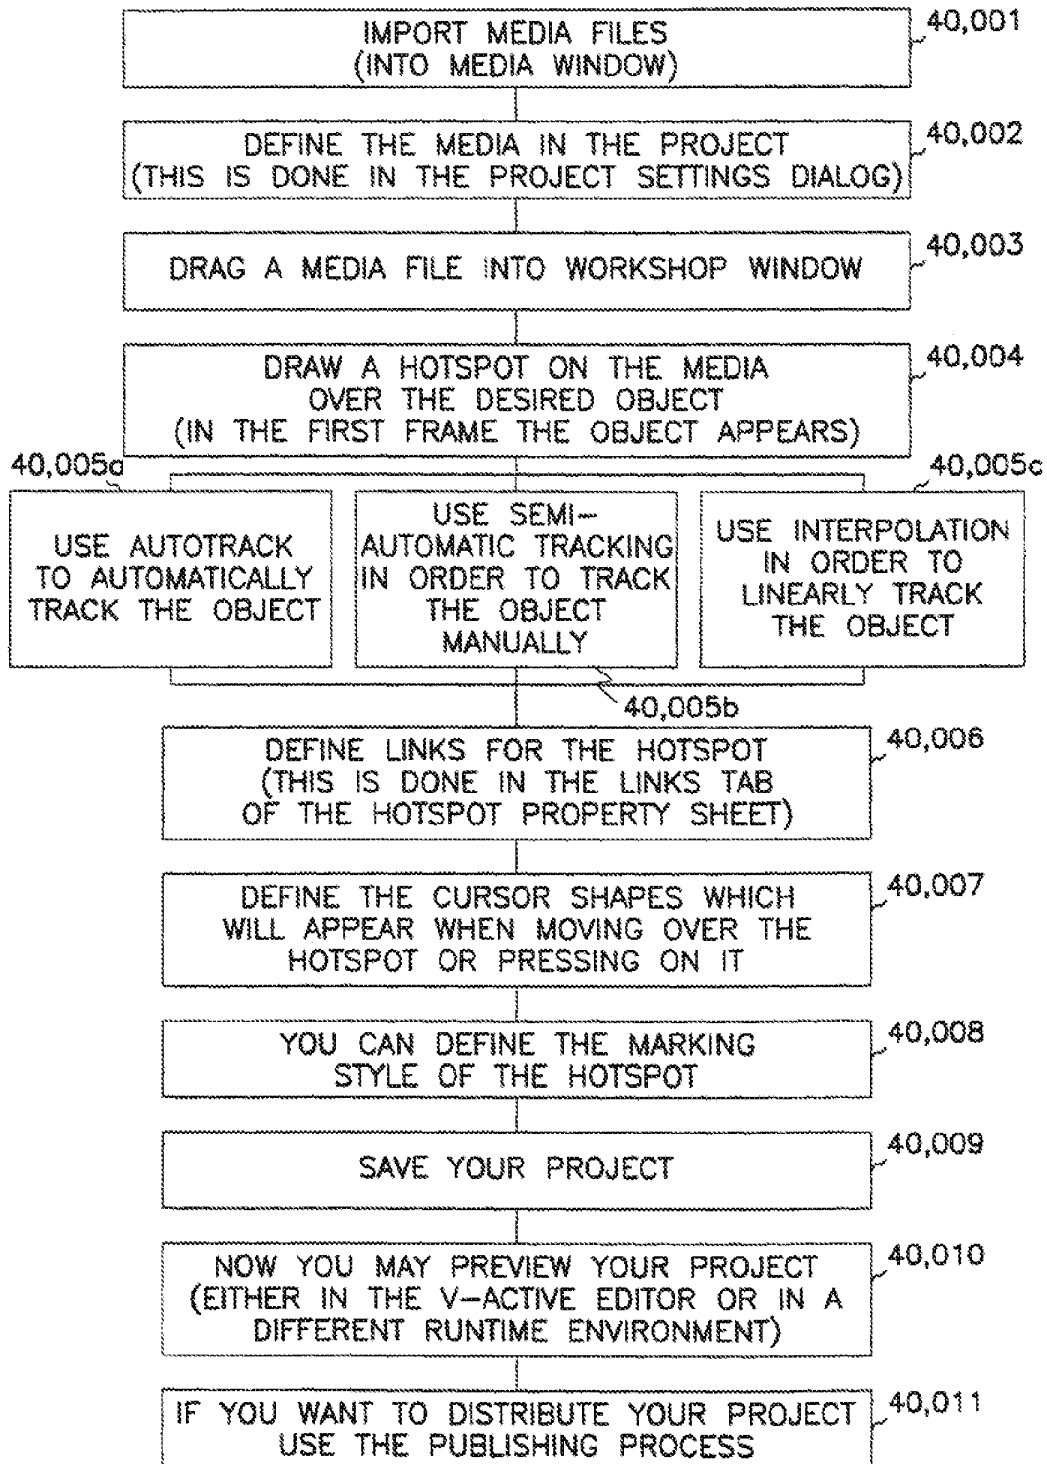 IMPORT MEDIA FILES
(INTO MEDIA WINDOW)
40,001
DEFINE THE MEDIA IN THE PROJECT
(THIS IS DONE IN THE PROJECT SETTINGS DIALOG)
40,002
DRAG A MEDIA FILE INTO WORKSHOP WINDOW
40,003
DRAW A HOTSPOT ON THE MEDIA
OVER THE DESIRED OBJECT
(IN THE FIRST FRAME THE OBJECT APPEARS)
40,004
40,005a
USE AUTOTRACK
TO AUTOMATICALLY
TRACK THE OBJECT
USE SEMI-
AUTOMATIC TRACKING
IN ORDER TO TRACK
THE OBJECT
MANUALLY
40,005b
40,005c
USE INTERPOLATION
IN ORDER TO
LINEARLY TRACK
THE OBJECT
DEFINE LINKS FOR THE HOTSPOT
(THIS IS DONE IN THE LINKS TAB
OF THE HOTSPOT PROPERTY SHEET)
40,006
DEFINE THE CURSOR SHAPES WHICH
WILL APPEAR WHEN MOVING OVER THE
HOTSPOT OR PRESSING ON IT
40,007
YOU CAN DEFINE THE MARKING
STYLE OF THE HOTSPOT
40,008
SAVE YOUR PROJECT
40,009
NOW YOU MAY PREVIEW YOUR PROJECT
(EITHER IN THE V-ACTIVE EDITOR OR IN A
DIFFERENT RUNTIME ENVIRONMENT)
40,010
IF YOU WANT TO DISTRIBUTE YOUR PROJECT
USE THE PUBLISHING PROCESS
40,011